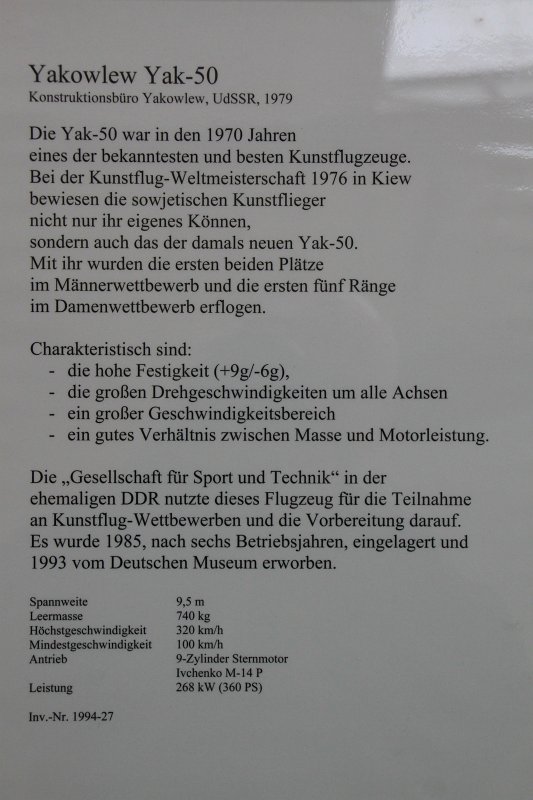 Yakowlew Yak-50
Konstruktionsbüro Yakowlew, UdSSR, 1979
Die Yak-50 war in den 1970 Jahren
eines der bekanntesten und besten Kunstflugzeuge.
Bei der Kunstflug-Weltmeisterschaft 1976 in Kiew
bewiesen die sowjetischen Kunstflieger
nicht nur ihr eigenes Können,
sondern auch das der damals neuen Yak-50.
Mit ihr wurden die ersten beiden Plätze
im Männerwettbewerb und die ersten fünf Ränge
im Damenwettbewerb erflogen.
Charakteristisch sind:
- die hohe Festigkeit (+9g/-6g),
- die großen Drehgeschwindigkeiten um alle Achsen
- ein großer Geschwindigkeitsbereich
- ein gutes Verhältnis zwischen Masse und Motorleistung.
Die „Gesellschaft für Sport und Technik“ in der
ehemaligen DDR nutzte dieses Flugzeug für die Teilnahme
an Kunstflug-Wettbewerben und die Vorbereitung darauf.
Es wurde 1985, nach sechs Betriebsjahren, eingelagert und
1993 vom Deutschen Museum erworben.
Spannweite 9,5 m
Leermasse 740 kg
Höchstgeschwindigkeit 320 km/h
Mindestgeschwindigkeit 100 km/h
Antrieb 9-Zylinder Sternmotor
Ivchenko M-14 P
Leistung 268 kW (360 PS)
Inv.-Nr. 1994-27